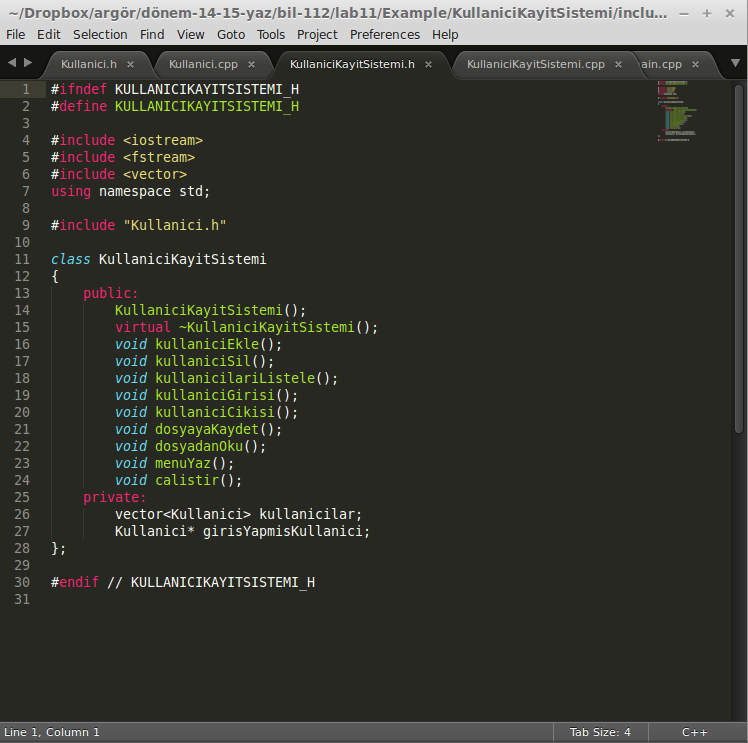 ~/Dropbox/argör/dönem-14-15-yaz/bil-112/lab11/Example/KullaniciKayitSistemi/inclu...
File Edit Selection Find View Goto Tools Project Preferences Help
Kullanici.h × Kullanici.cpp × KullaniciKayitSistemi.h × KullaniciKayitSistemi.cpp × ain.cpp ×
1 #ifndef KULLANICIKAYITSISTEMI_H
2 #define KULLANICIKAYITSISTEMI_H
3
4 #include <iostream>
5 #include <fstream>
6 #include <vector>
7 using namespace std;
8
9 #include "Kullanici.h"
10
11 class KullaniciKayitSistemi
12 {
13 public:
14 KullaniciKayitSistemi();
15 virtual ~KullaniciKayitSistemi();
16 void kullaniciEkle();
17 void kullaniciSil();
18 void kullanicilariListele();
19 void kullaniciGirisi();
20 void kullaniciCikisi();
21 void dosyayaKaydet();
22 void dosyadanOku();
23 void menuYaz();
24 void calistir();
25 private:
26 vector<Kullanici> kullanicilar;
27 Kullanici* girisYapmisKullanici;
28 };
29
30 #endif // KULLANICIKAYITSISTEMI_H
31
Line 1, Column 1 Tab Size: 4 C++